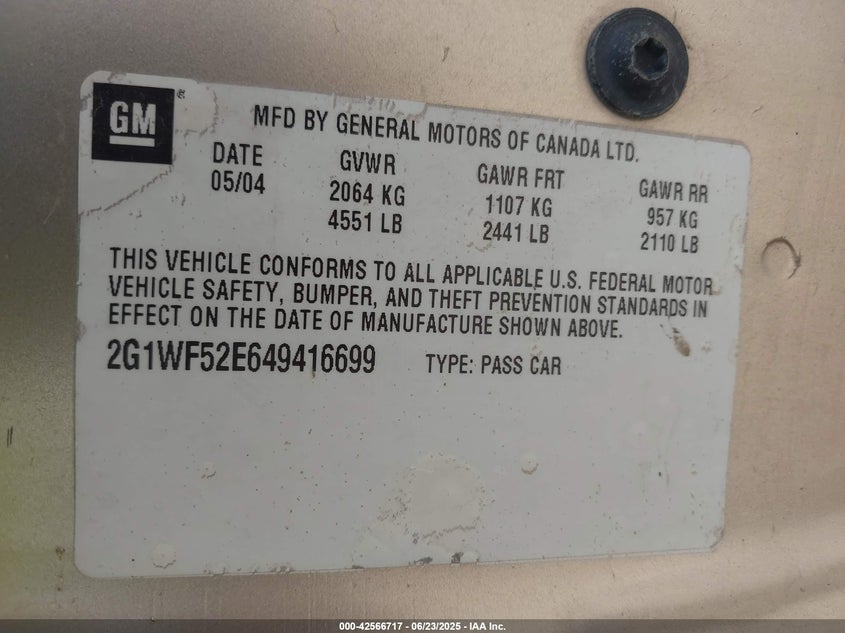 GM ®
MFD BY GENERAL MOTORS OF CANADA LTD.
DATE GVWR GAWR FRT GAWR RR
05/04 2064 KG 1107 KG 957 KG
4551 LB 2441 LB 2110 LB
THIS VEHICLE CONFORMS TO ALL APPLICABLE U.S. FEDERAL MOTOR
VEHICLE SAFETY, BUMPER, AND THEFT PREVENTION STANDARDS IN
EFFECT ON THE DATE OF MANUFACTURE SHOWN ABOVE.
2G1WF52E649416699 TYPE: PASS CAR
000-42566717 - 06/23/2025 - IAA Inc.